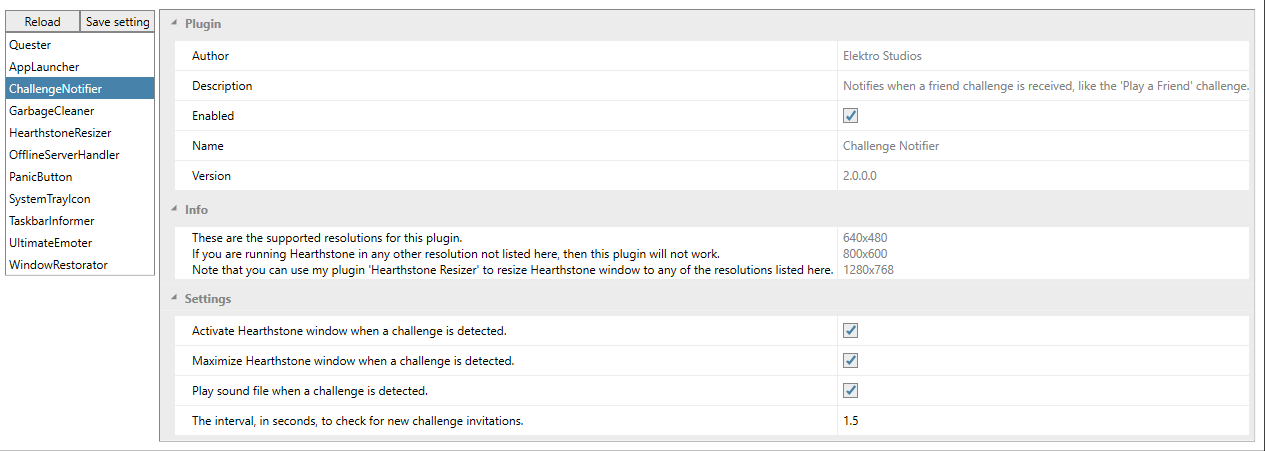 Reload Save setting
Quester
AppLauncher
ChallengeNotifier
GarbageCleaner
HearthstoneResizer
OfflineServerHandler
PanicButton
SystemTrayIcon
TaskbarInformer
UltimateEmoter
WindowRestorator
Plugin
Author Elektro Studios
Description Notifies when a friend challenge is received, like the 'Play a Friend' challenge.
Enabled
Name Challenge Notifier
Version 2.0.0.0
Info
These are the supported resolutions for this plugin. 640x480
If you are running Hearthstone in any other resolution not listed here, then this plugin will not work. 800x600
Note that you can use my plugin 'Hearthstone Resizer' to resize Hearthstone window to any of the resolutions listed here. 1280x768
Settings
Activate Hearthstone window when a challenge is detected.
Maximize Hearthstone window when a challenge is detected.
Play sound file when a challenge is detected.
The interval, in seconds, to check for new challenge invitations. 1.5